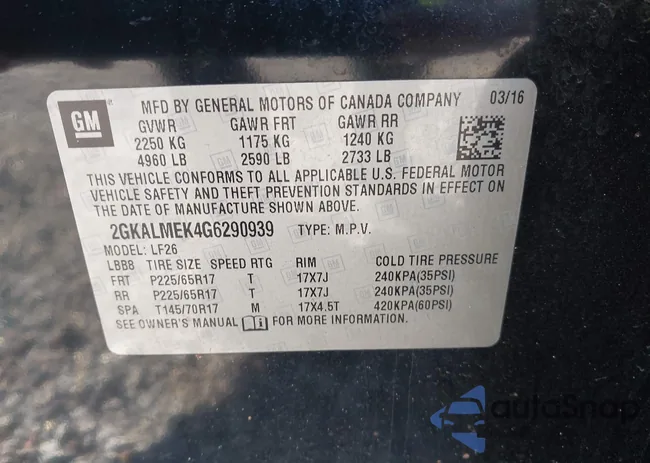 GM
MFD BY GENERAL MOTORS OF CANADA COMPANY 03/16
GVWR GAWR FRT GAWR RR
2250 KG 1175 KG 1240 KG
4960 LB 2590 LB 2733 LB
THIS VEHICLE CONFORMS TO ALL APPLICABLE U.S. FEDERAL MOTOR
VEHICLE SAFETY AND THEFT PREVENTION STANDARDS IN EFFECT ON
THE DATE OF MANUFACTURE SHOWN ABOVE.
2GKALMEK4G6290939 TYPE: M.P.V.
MODEL: LF26
LBB8 TIRE SIZE SPEED RTG RIM COLD TIRE PRESSURE
FRT P225/65R17 T 17X7J 240KPA(35PSI)
RR P225/65R17 T 17X7J 240KPA(35PSI)
SPA T145/70R17 M 17X4.5T 420KPA(60PSI)
SEE OWNER'S MANUAL FOR MORE INFORMATION.
autoSnap